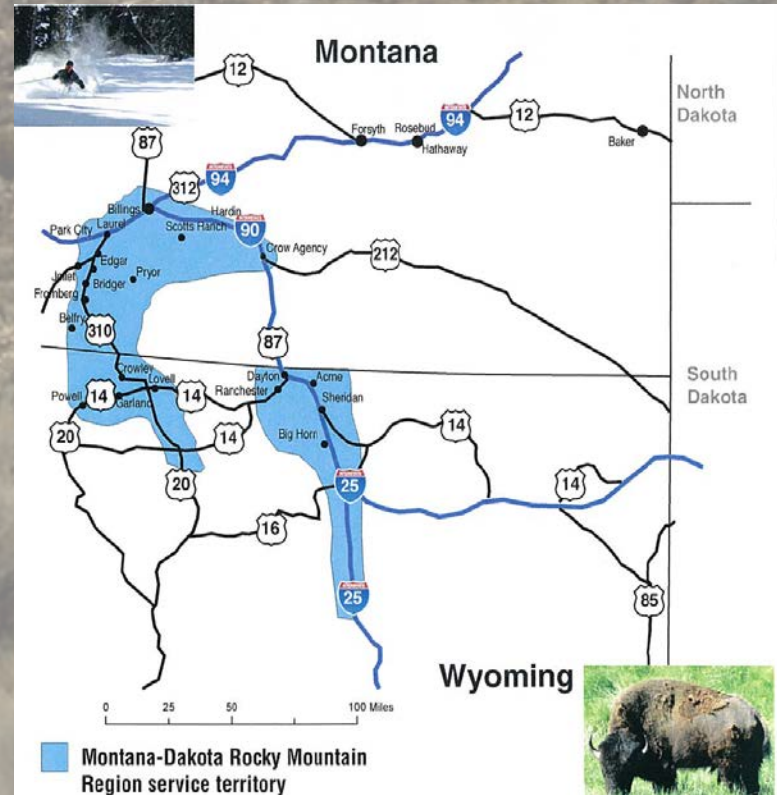 Montana
12
North
Dakota
94
12
Forsyth
Rosebud
Hathaway
Baker
87
312
94
Billings
Hardin
Park City
Laurel
Scotts Ranch
90
Crow Agency
212
Edgar
Joliet
Pryor
Bridger
Fromberg
Belfry
310
87
South
Dakota
Crowley
Lovell
Dayton
Acme
Powell
14
Garland
14
Ranchester
Sheridan
20
14
Big Horn
14
20
25
14
16
25
85
Wyoming
0
25
50
100 Miles
Montana-Dakota Rocky Mountain
Region service territory